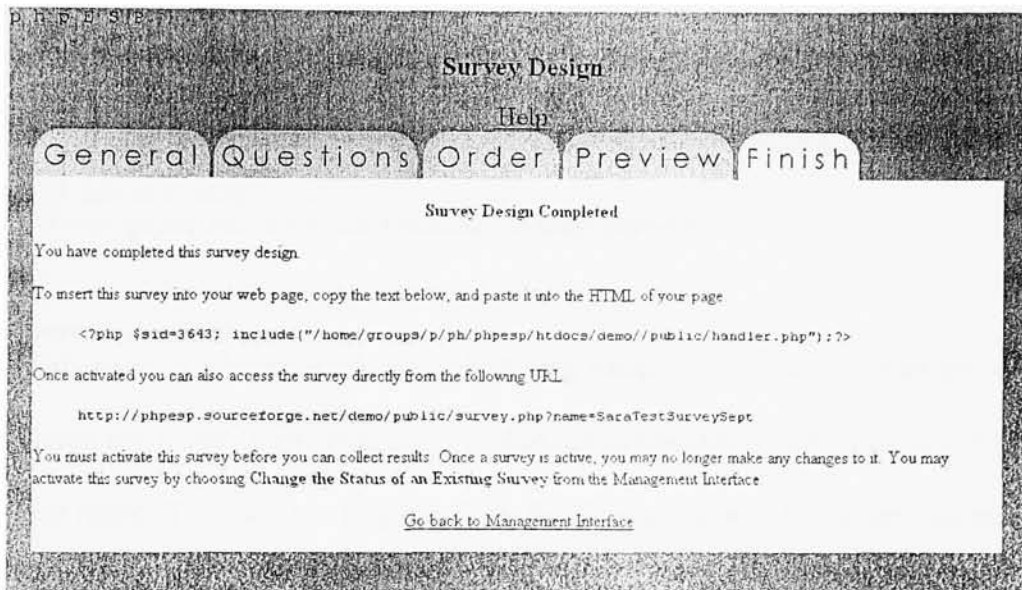 phpESP
Survey Design
Help
General Questions Order Preview Finish
Survey Design Completed
You have completed this survey design.
To insert this survey into your web page, copy the text below, and paste it into the HTML of your page
<?php $sid=3643; include("/home/groups/p/ph/phpesp/htdocs/demo//public/handler.php");?>
Once activated you can also access the survey directly from the following URL
http://phpesp.sourceforge.net/demo/public/survey.php?name=SaraTestSurveySept
You must activate this survey before you can collect results. Once a survey is active, you may no longer make any changes to it. You may
activate this survey by choosing Change the Status of an Existing Survey from the Management Interface
Go back to Management Interface